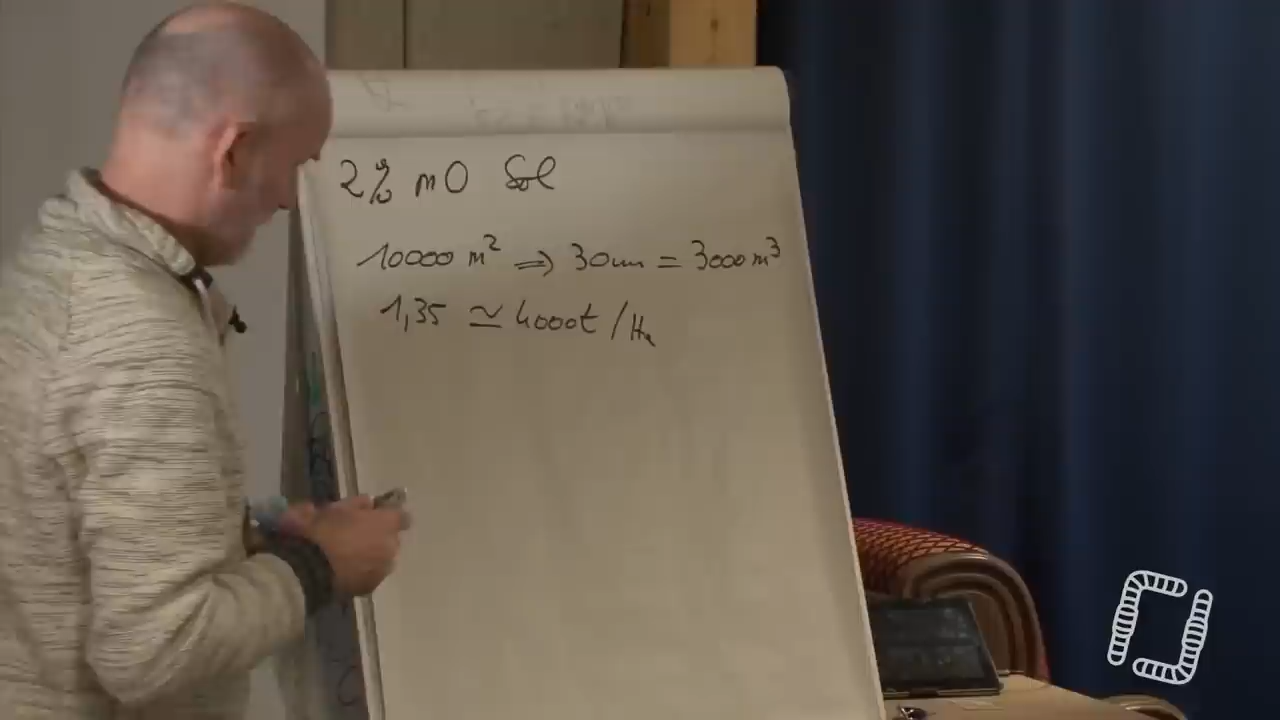 2% mO Sol
10000 m² ⇒ 30cm = 3000 m³
1,35 ≃ 4000t / Ha